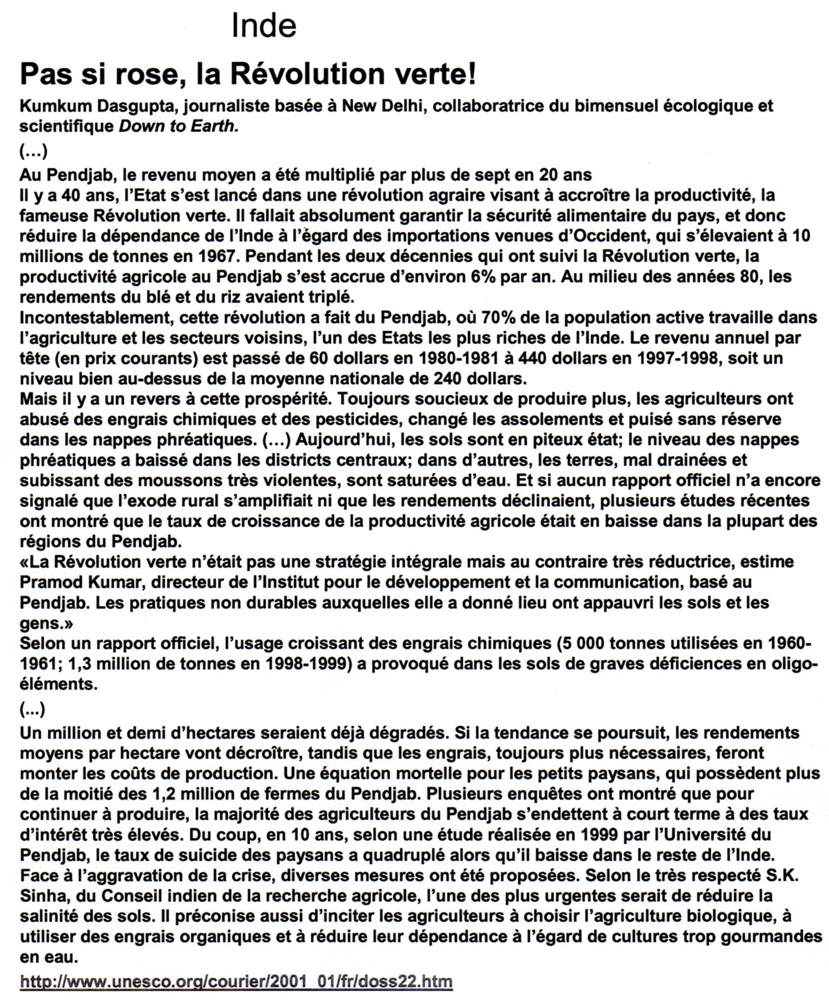 Inde
Pas si rose, la Révolution verte!
Kumkum Dasgupta, journaliste basée à New Delhi, collaboratrice du bimensuel écologique et
scientifique Down to Earth.
(...)
Au Pendjab, le revenu moyen a été multiplié par plus de sept en 20 ans
Il y a 40 ans, l'Etat s'est lancé dans une révolution agraire visant à accroître la productivité, la
fameuse Révolution verte. Il fallait absolument garantir la sécurité alimentaire du pays, et donc
réduire la dépendance de l'Inde à l'égard des importations venues d'Occident, qui s'élevaient à 10
millions de tonnes en 1967. Pendant les deux décennies qui ont suivi la Révolution verte, la
productivité agricole au Pendjab s'est accrue d'environ 6% par an. Au milieu des années 80, les
rendements du blé et du riz avaient triplé.
Incontestablement, cette révolution a fait du Pendjab, où 70% de la population active travaille dans
l'agriculture et les secteurs voisins, l'un des Etats les plus riches de l'Inde. Le revenu annuel par
tête (en prix courants) est passé de 60 dollars en 1980-1981 à 440 dollars en 1997-1998, soit un
niveau bien au-dessus de la moyenne nationale de 240 dollars.
Mais il y a un revers à cette prospérité. Toujours soucieux de produire plus, les agriculteurs ont
abusé des engrais chimiques et des pesticides, changé les assolements et puisé sans réserve
dans les nappes phréatiques. (...) Aujourd'hui, les sols sont en piteux état; le niveau des nappes
phréatiques a baissé dans les districts centraux; dans d'autres, les terres, mal drainées et
subissant des moussons très violentes, sont saturées d'eau. Et si aucun rapport officiel n'a encore
signalé que l'exode rural s'amplifiait ni que les rendements déclinaient, plusieurs études récentes
ont montré que le taux de croissance de la productivité agricole était en baisse dans la plupart des
régions du Pendjab.
«La Révolution verte n'était pas une stratégie intégrale mais au contraire très réductrice, estime
Pramod Kumar, directeur de l'Institut pour le développement et la communication, basé au
Pendjab. Les pratiques non durables auxquelles elle a donné lieu ont appauvri les sols et les
gens.»
Selon un rapport officiel, l'usage croissant des engrais chimiques (5 000 tonnes utilisées en 1960-
1961; 1,3 million de tonnes en 1998-1999) a provoqué dans les sols de graves déficiences en oligo-
éléments.
(...)
Un million et demi d'hectares seraient déjà dégradés. Si la tendance se poursuit, les rendements
moyens par hectare vont décroître, tandis que les engrais, toujours plus nécessaires, feront
monter les coûts de production. Une équation mortelle pour les petits paysans, qui possèdent plus
de la moitié des 1,2 million de fermes du Pendjab. Plusieurs enquêtes ont montré que pour
continuer à produire, la majorité des agriculteurs du Pendjab s'endettent à court terme à des taux
d'intérêt très élevés. Du coup, en 10 ans, selon une étude réalisée en 1999 par l'Université du
Pendjab, le taux de suicide des paysans a quadruplé alors qu'il baisse dans le reste de l'Inde.
Face à l'aggravation de la crise, diverses mesures ont été proposées. Selon le très respecté S.K.
Sinha, du Conseil indien de la recherche agricole, l'une des plus urgentes serait de réduire la
salinité des sols. Il préconise aussi d'inciter les agriculteurs à choisir l'agriculture biologique, à
utiliser des engrais organiques et à réduire leur dépendance à l'égard de cultures trop gourmandes
en eau.
http://www.unesco.org/courier/2001_01/fr/doss22.htm